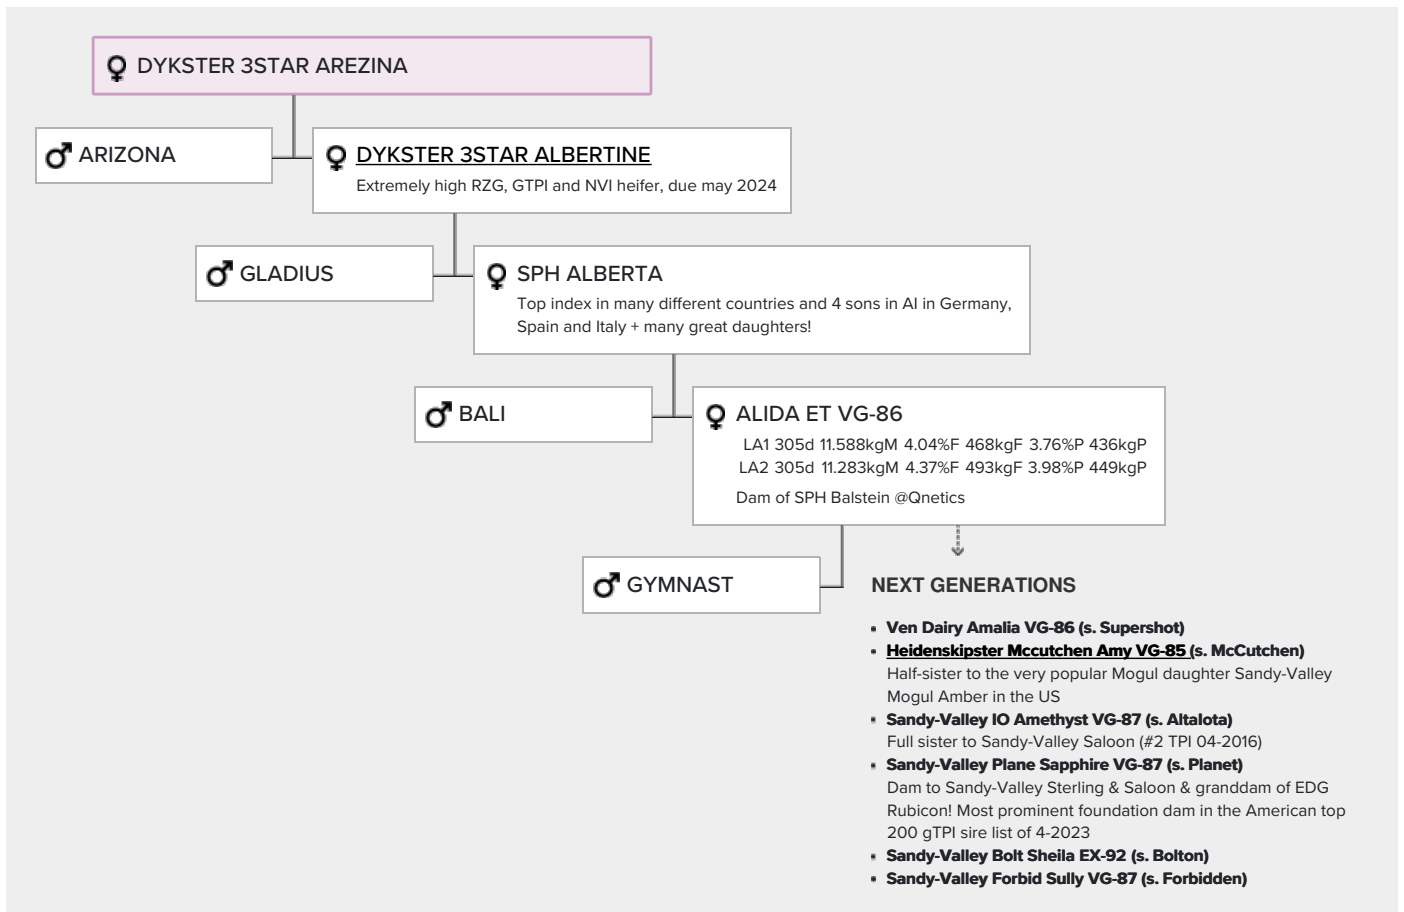 DYKSTER 3STAR AREZINA
ARIZONA
DYKSTER 3STAR ALBERTINE
Extremely high RZG, GTPI and NVI heifer, due may 2024
GLADIUS
SPH ALBERTA
Top index in many different countries and 4 sons in AI in Germany,
Spain and Italy + many great daughters!
BALI
ALIDA ET VG-86
LA1 305d 11.588kgM 4.04%F 468kgF 3.76%P 436kgP
LA2 305d 11.283kgM 4.37%F 493kgF 3.98%P 449kgP
Dam of SPH Balstein @Qnetics
GYMNAST
NEXT GENERATIONS
Ven Dairy Amalia VG-86 (s. Supershot)
Heidenskipster Mccutchen Amy VG-85 (s. McCutchen)
Half-sister to the very popular Mogul daughter Sandy-Valley
Mogul Amber in the US
Sandy-Valley IO Amethyst VG-87 (s. Altalota)
Full sister to Sandy-Valley Saloon (#2 TPI 04-2016)
Sandy-Valley Plane Sapphire VG-87 (s. Planet)
Dam to Sandy-Valley Sterling & Saloon & granddam of EDG
Rubicon! Most prominent foundation dam in the American top
200 gTPI sire list of 4-2023
Sandy-Valley Bolt Sheila EX-92 (s. Bolton)
Sandy-Valley Forbid Sully VG-87 (s. Forbidden)